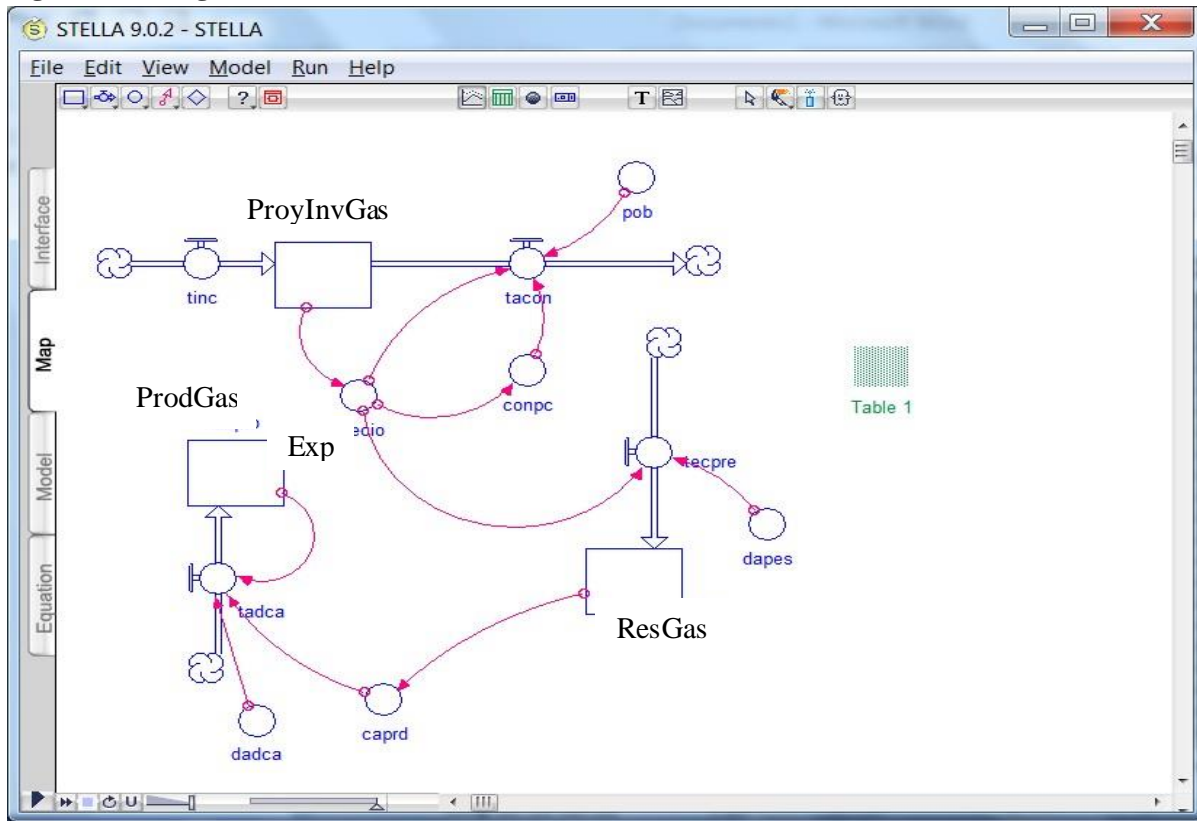 STELLA 9.0.2 - STELLA
File Edit View Model Run Help
T
Interface
Map
Model
Equation
pob
ProyInvGas
tinc
tacon
conpc
Table 1
ProdGas
ecio
Exp
tecpre
dapes
tadca
ResGas
caprd
dadca
U